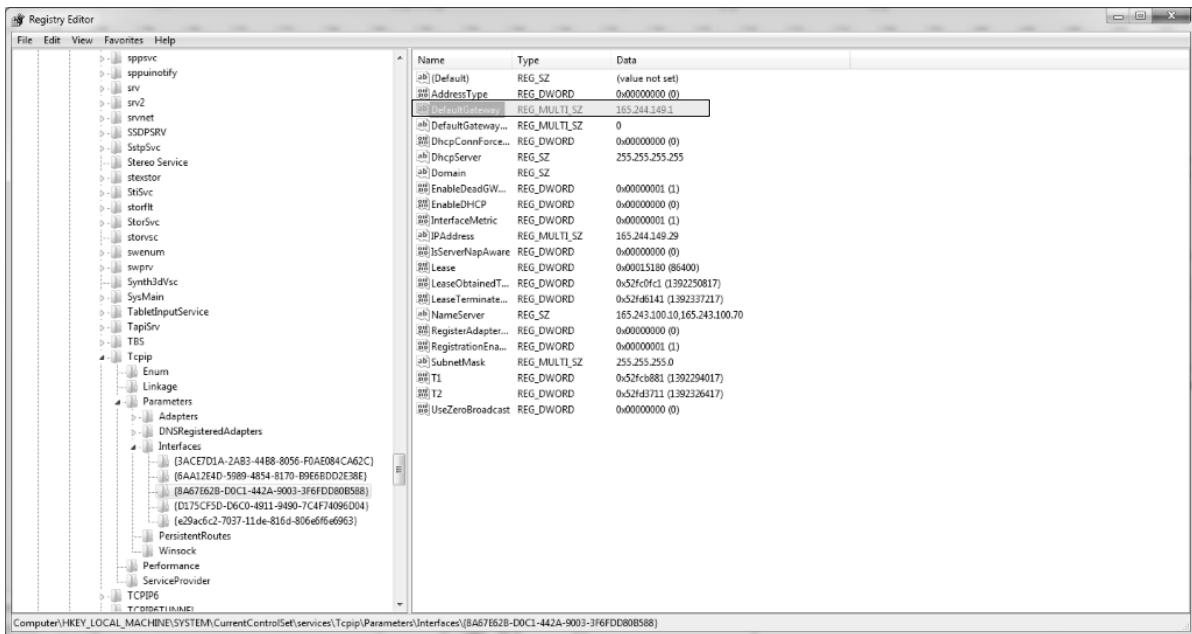 Registry Editor
File Edit View Favorites Help
sppsvc
sppuinotify
srv
srv2
srvnet
SSDPSRV
SstpSvc
Stereo Service
stexstor
StiSvc
storflt
StorSvc
storvsc
swenum
swprv
Synth3dVsc
SysMain
TabletInputService
TapiSrv
TBS
Tcpip
Enum
Linkage
Parameters
Adapters
DNSRegisteredAdapters
Interfaces
{3ACE7D1A-2AB3-44B8-8056-F0AE084CA62C}
{6AA12E4D-5989-4854-8170-B9E6BDD2E38E}
{8A67E62B-D0C1-442A-9003-3F6FDD80B588}
{D175CF5D-D6C0-4911-9490-7C4F74096D04}
{e29ac6c2-7037-11de-816d-806e6f6e6963}
PersistentRoutes
Winsock
Performance
ServiceProvider
TCPIP6
TCPIP6TUNNEL
Name Type Data
(Default) REG_SZ (value not set)
AddressType REG_DWORD 0x00000000 (0)
DefaultGateway REG_MULTI_SZ 165.244.149.1
DefaultGateway... REG_MULTI_SZ 0
DhcpConnForce... REG_DWORD 0x00000000 (0)
DhcpServer REG_SZ 255.255.255.255
Domain REG_SZ
EnableDeadGW... REG_DWORD 0x00000001 (1)
EnableDHCP REG_DWORD 0x00000000 (0)
InterfaceMetric REG_DWORD 0x00000001 (1)
IPAddress REG_MULTI_SZ 165.244.149.29
IsServerNapAware REG_DWORD 0x00000000 (0)
Lease REG_DWORD 0x00015180 (86400)
LeaseObtainedT... REG_DWORD 0x52fc0fc1 (1392250817)
LeaseTerminate... REG_DWORD 0x52fd6141 (1392337217)
NameServer REG_SZ 165.243.100.10,165.243.100.70
RegisterAdapter... REG_DWORD 0x00000000 (0)
RegistrationEna... REG_DWORD 0x00000001 (1)
SubnetMask REG_MULTI_SZ 255.255.255.0
T1 REG_DWORD 0x52fcb881 (1392294017)
T2 REG_DWORD 0x52fd3711 (1392326417)
UseZeroBroadcast REG_DWORD 0x00000000 (0)
Computer\HKEY_LOCAL_MACHINE\SYSTEM\CurrentControlSet\services\Tcpip\Parameters\Interfaces\{8A67E62B-D0C1-442A-9003-3F6FDD80B588}